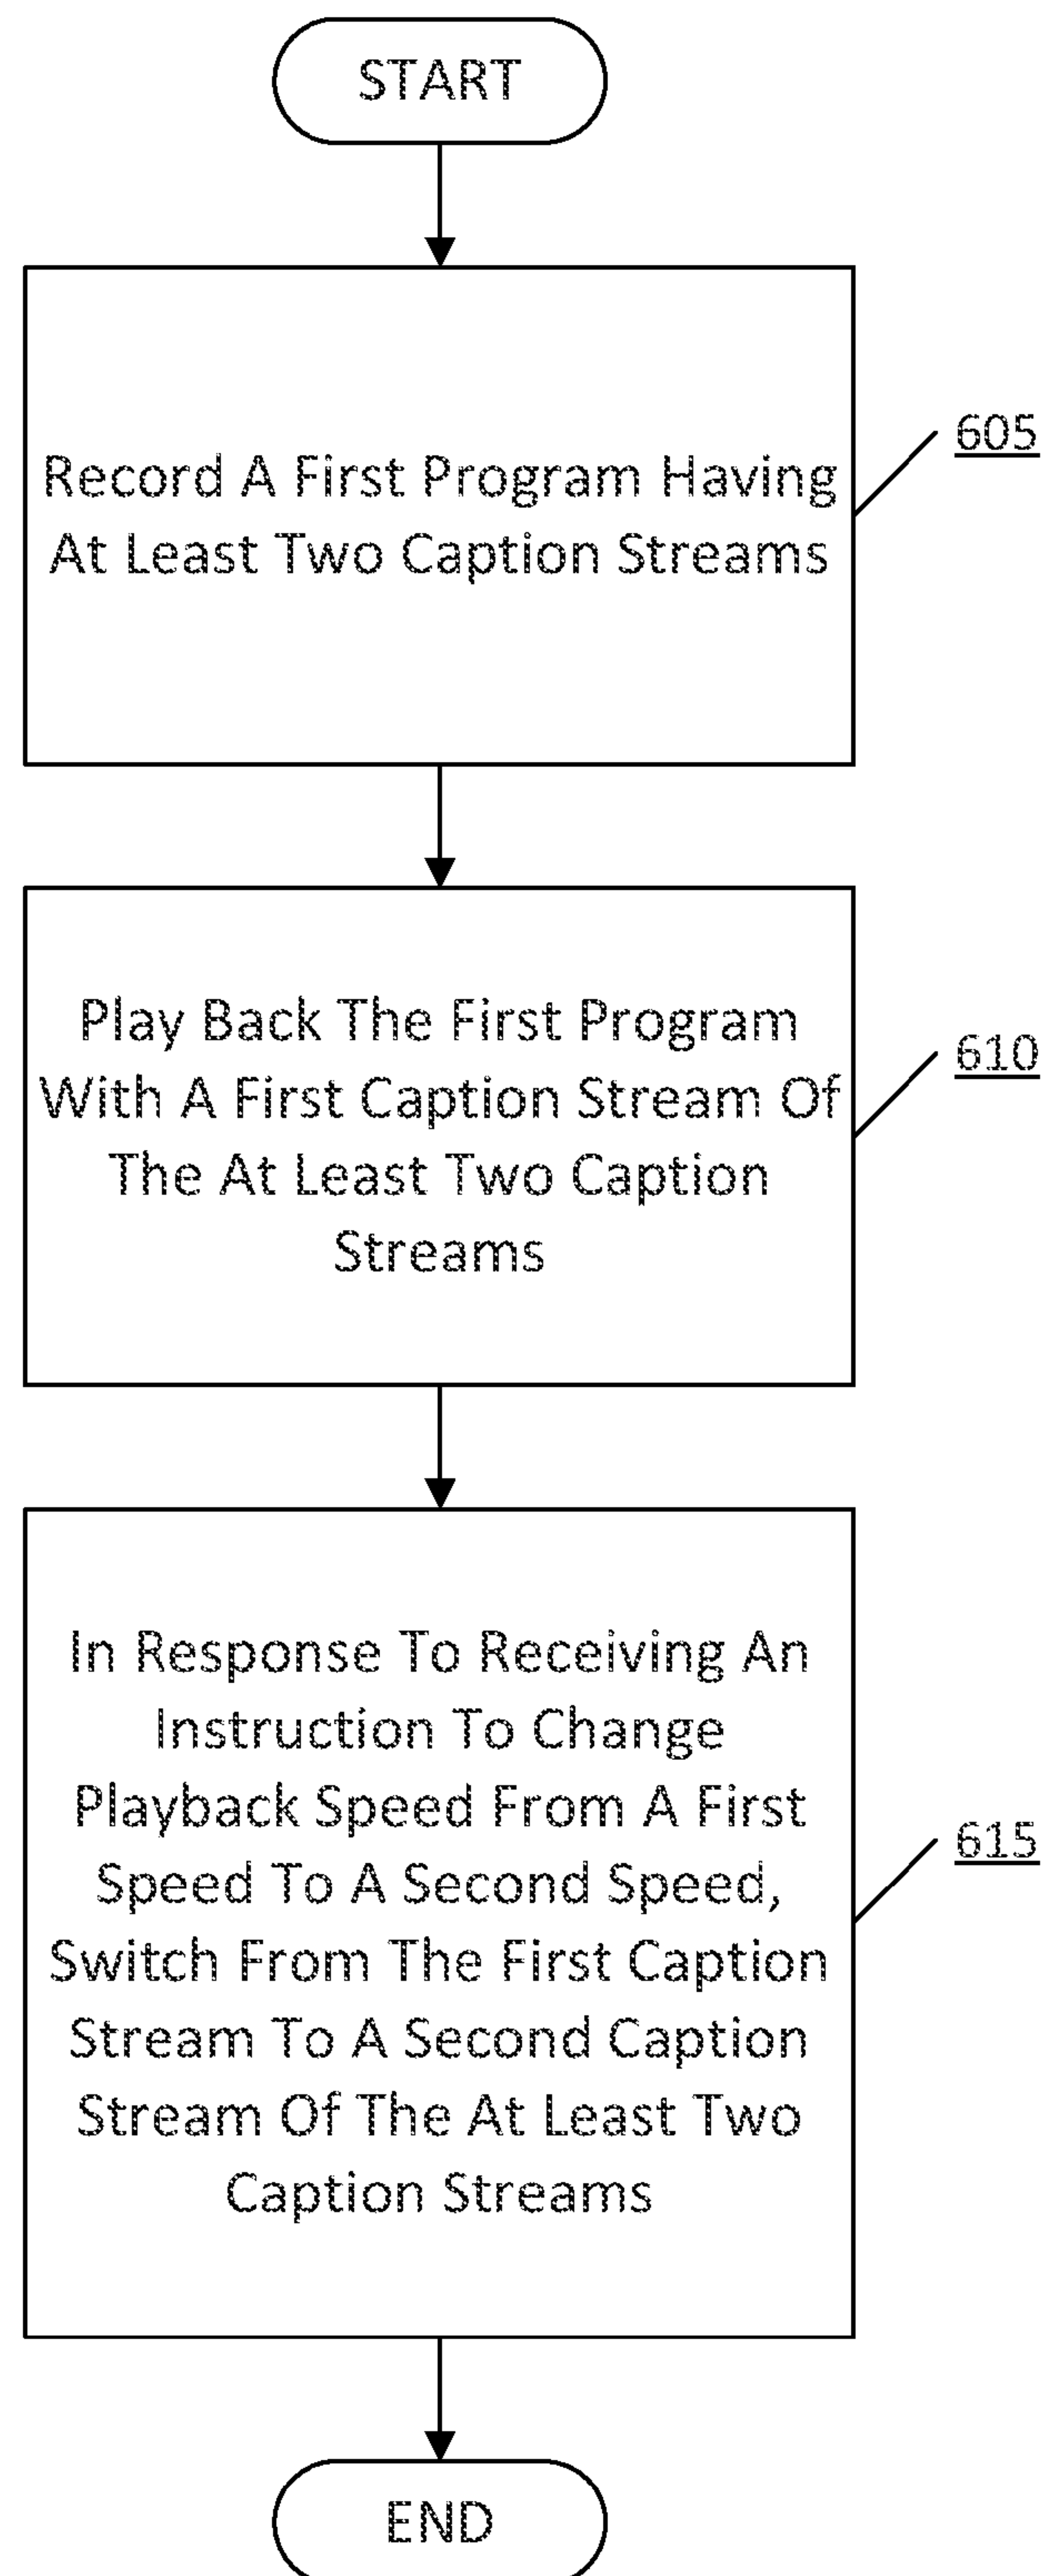 START
Record A First Program Having
At Least Two Caption Streams
605
Play Back The First Program
With A First Caption Stream Of
The At Least Two Caption
Streams
610
In Response To Receiving An
Instruction To Change
Playback Speed From A First
Speed To A Second Speed,
Switch From The First Caption
Stream To A Second Caption
Stream Of The At Least Two
Caption Streams
615
END